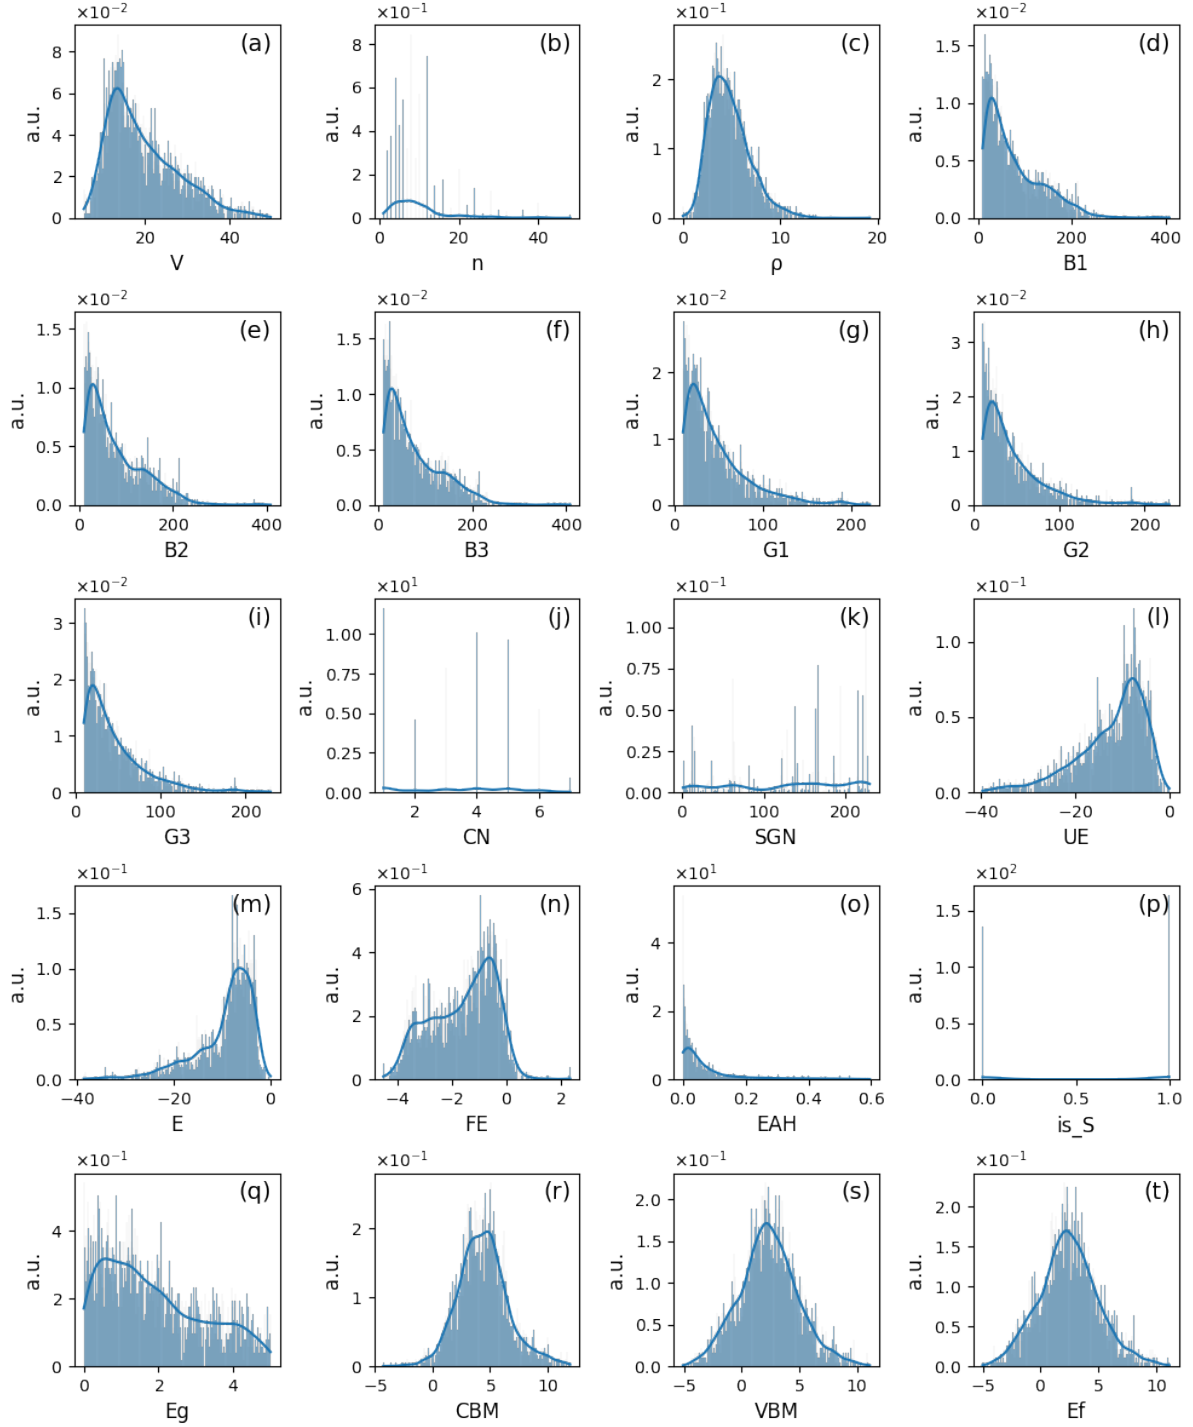 ×10⁻² ×10⁻¹ ×10⁻¹ ×10⁻²
(a) (b) (c) (d)
a.u. a.u. a.u. a.u.
8 6 4 2 0
8 6 4 2 0
2 1 0
1.5 1.0 0.5 0.0
20 40
0 20 40
0 10 20
0 200 400
V n ρ B1
×10⁻² ×10⁻² ×10⁻² ×10⁻²
(e) (f) (g) (h)
a.u. a.u. a.u. a.u.
1.5 1.0 0.5 0.0
1.5 1.0 0.5 0.0
2 1 0
3 2 1 0
0 200 400
0 200 400
0 100 200
0 100 200
B2 B3 G1 G2
×10⁻² ×10¹ ×10⁻¹ ×10⁻¹
(i) (j) (k) (l)
a.u. a.u. a.u. a.u.
3 2 1 0
1.00 0.75 0.50 0.25 0.00
1.00 0.75 0.50 0.25 0.00
1.0 0.5 0.0
0 100 200
2 4 6
0 100 200
−40 −20 0
G3 CN SGN UE
×10⁻¹ ×10⁻¹ ×10¹ ×10²
(m) (n) (o) (p)
a.u. a.u. a.u. a.u.
1.5 1.0 0.5 0.0
6 4 2 0
4 2 0
1.5 1.0 0.5 0.0
−40 −20 0
−4 −2 0 2
0.0 0.2 0.4 0.6
0.0 0.5 1.0
E FE EAH is_S
×10⁻¹ ×10⁻¹ ×10⁻¹ ×10⁻¹
(q) (r) (s) (t)
a.u. a.u. a.u. a.u.
4 2 0
2 1 0
2.0 1.5 1.0 0.5 0.0
2.0 1.5 1.0 0.5 0.0
0 2 4
−5 0 5 10
−5 0 5 10
−5 0 5 10
Eg CBM VBM Ef